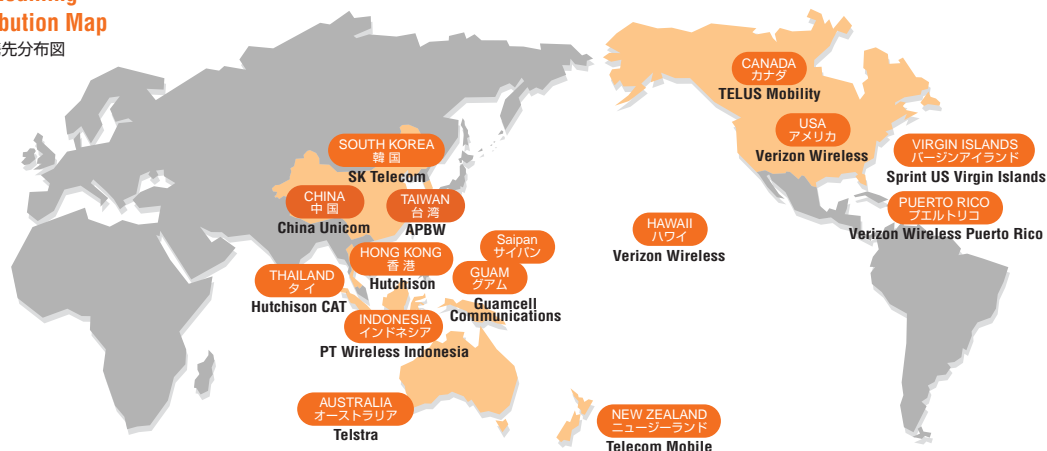 bution Map
先分布図
CANADA
カナダ
TELUS Mobility
USA
アメリカ
Verizon Wireless
VIRGIN ISLANDS
バージンアイランド
Sprint US Virgin Islands
PUERTO RICO
プエルトリコ
Verizon Wireless Puerto Rico
HAWAII
ハワイ
Verizon Wireless
SOUTH KOREA
韓 国
SK Telecom
CHINA
中 国
China Unicom
TAIWAN
台 湾
APBW
HONG KONG
香 港
Hutchison
Saipan
サイパン
GUAM
グアム
Guamcell
Communications
THAILAND
タ イ
Hutchison CAT
INDONESIA
インドネシア
PT Wireless Indonesia
AUSTRALIA
オーストラリア
Telstra
NEW ZEALAND
ニュージーランド
Telecom Mobile